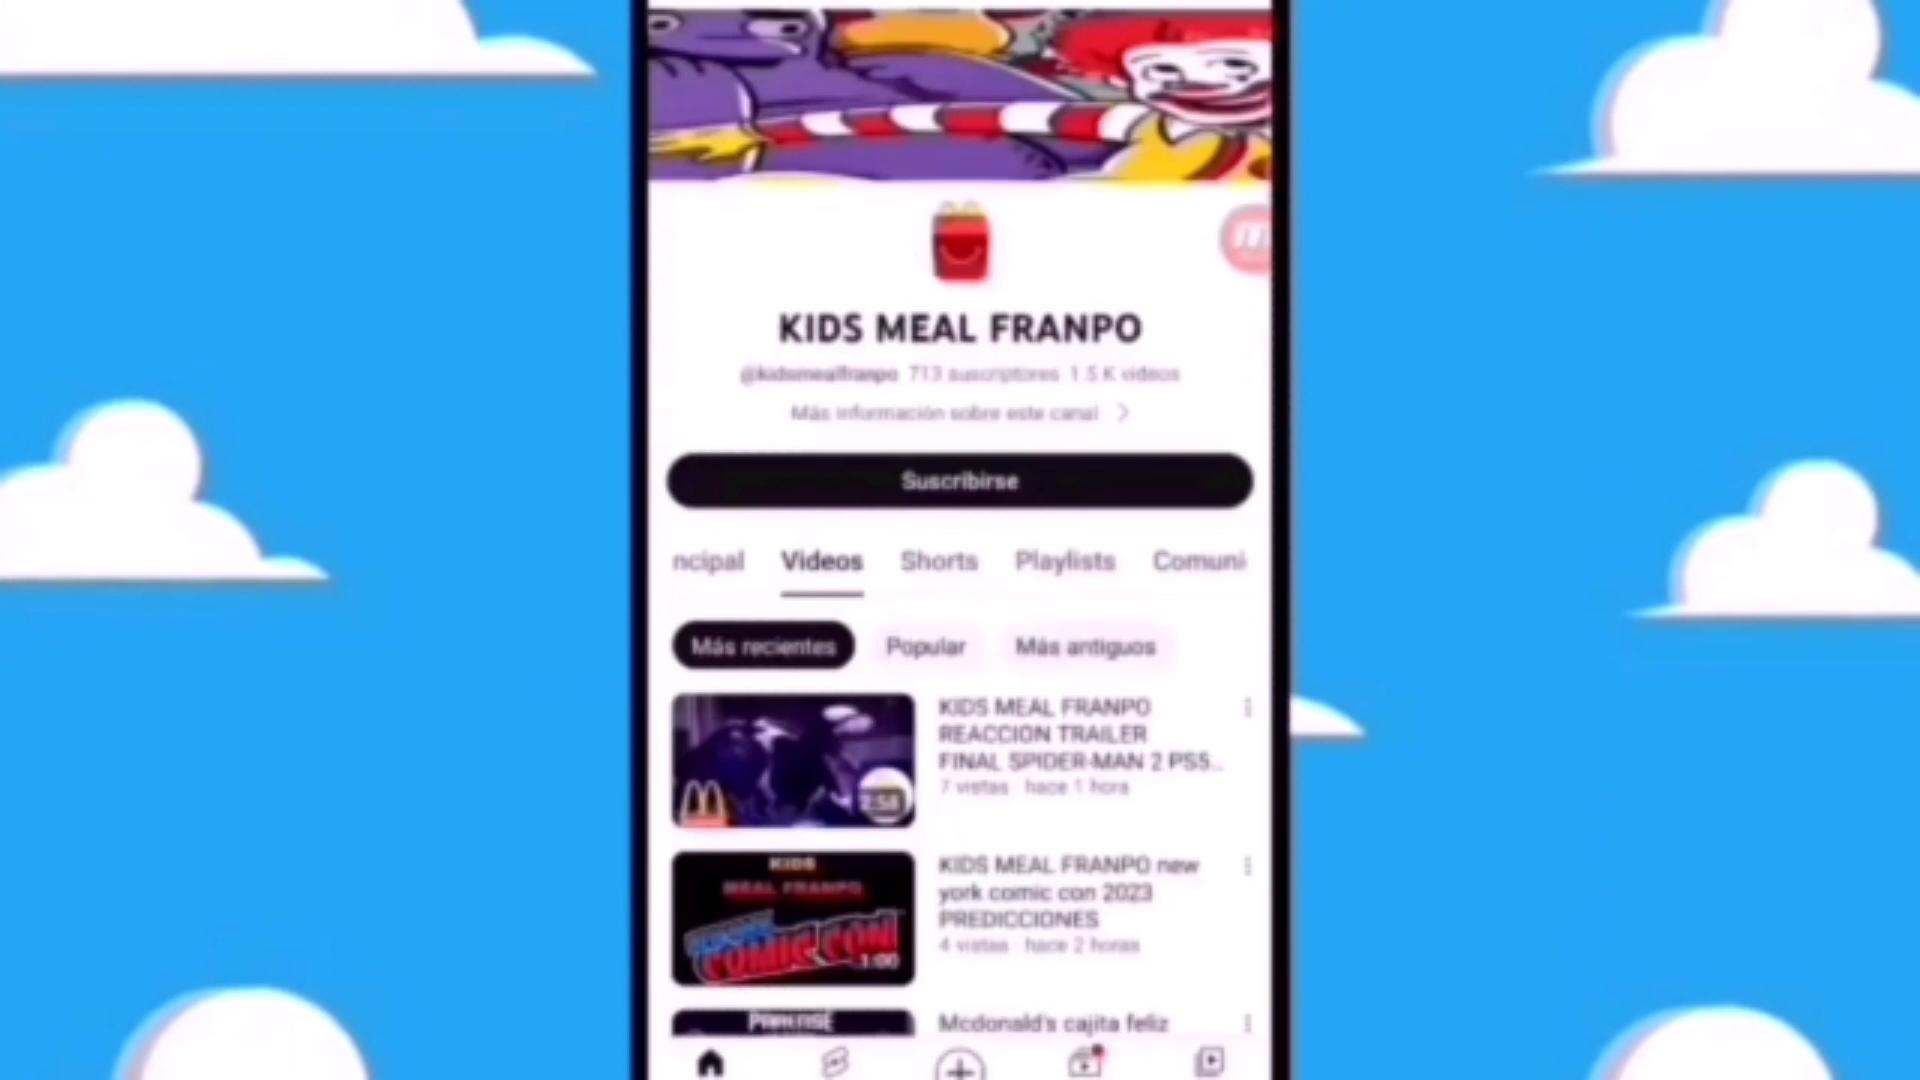 KIDS MEAL FRANPO
@kidsmealfranpo 713 suscriptores 1.5 K videos
Más información sobre este canal
Suscribirse
ncipal Videos Shorts Playlists Comuni
Más recientes Popular Más antiguos
KIDS MEAL FRANPO
REACCION TRAILER
FINAL SPIDER-MAN 2 PS5...
7 vistas · hace 1 hora
2:58
KIDS
MEAL FRANPO
COMIC CON
1:00
KIDS MEAL FRANPO new
york comic con 2023
PREDICCIONES
4 vistas · hace 2 horas
Mcdonald's cajita feliz